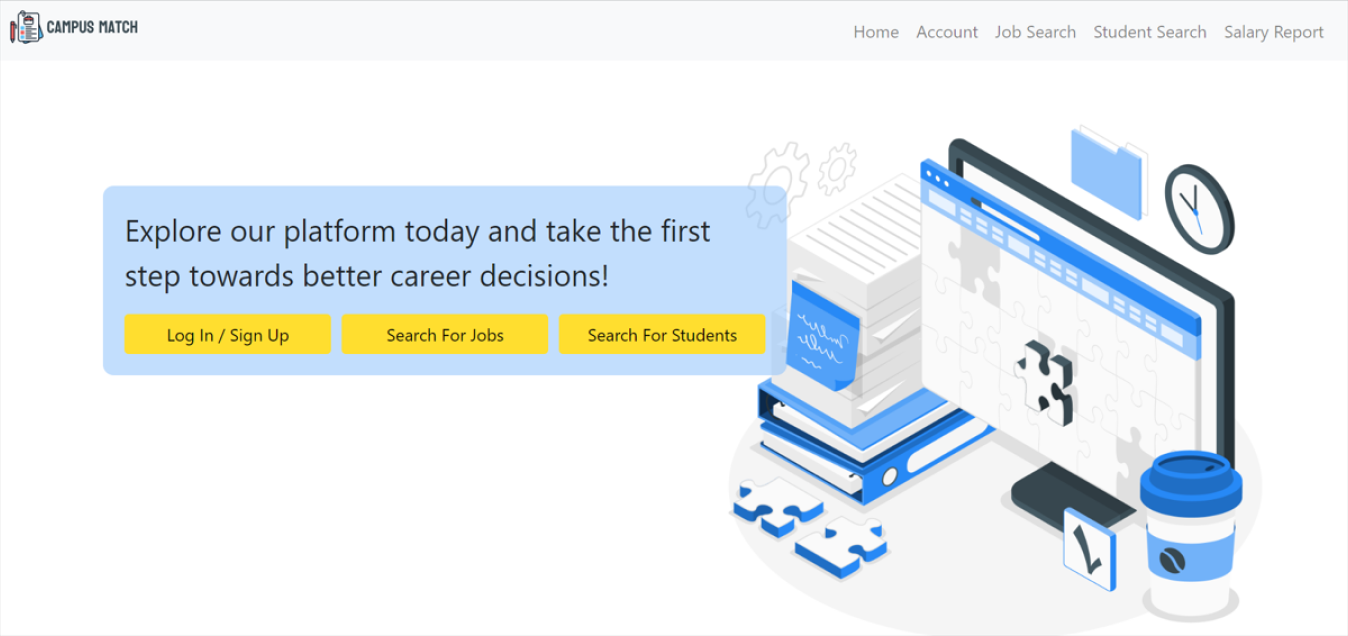 CAMPUS MATCH
Home Account Job Search Student Search Salary Report
Explore our platform today and take the first
step towards better career decisions!
Log In / Sign Up Search For Jobs Search For Students